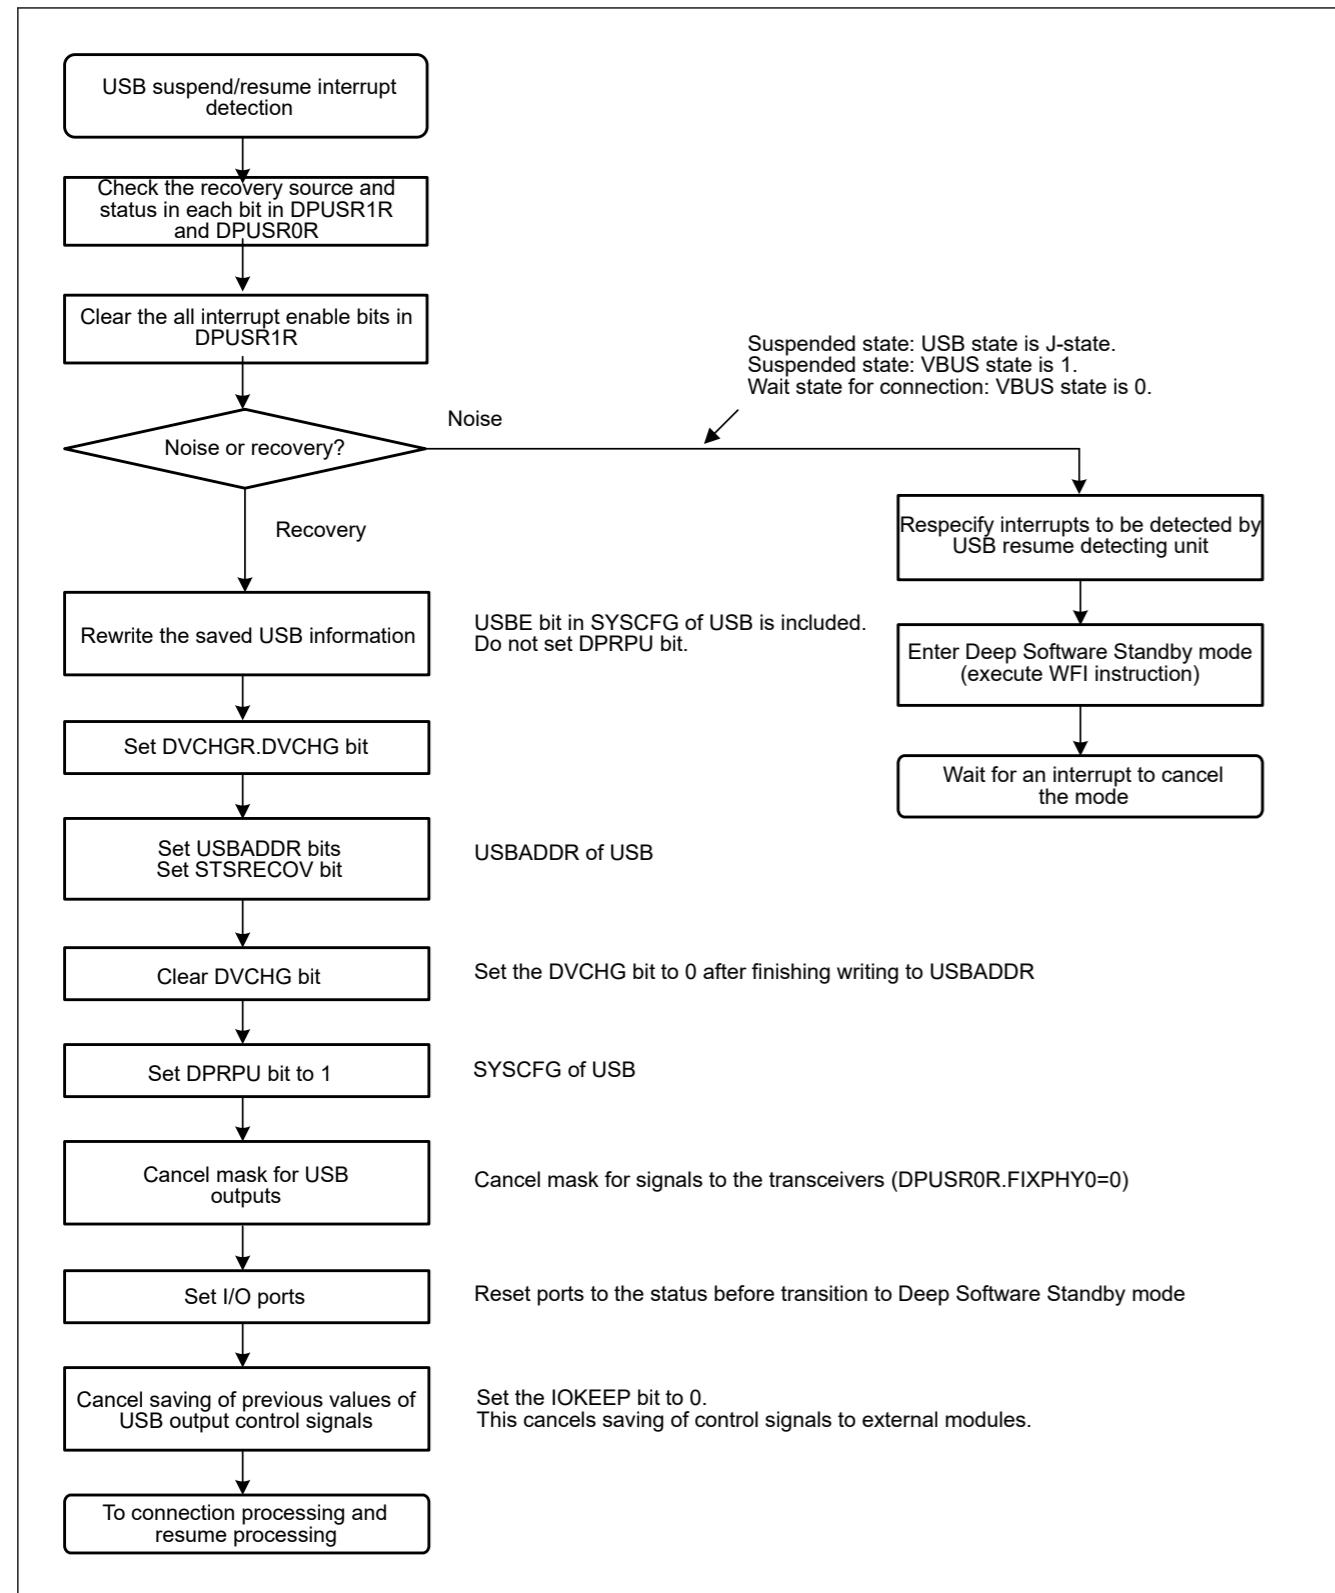 USB suspend/resume interrupt
detection
Check the recovery source and
status in each bit in DPUSR1R
and DPUSR0R
Clear the all interrupt enable bits in
DPUSR1R
Suspended state: USB state is J-state.
Suspended state: VBUS state is 1.
Wait state for connection: VBUS state is 0.
Noise
Noise or recovery?
Recovery
Respecify interrupts to be detected by
USB resume detecting unit
Enter Deep Software Standby mode
(execute WFI instruction)
Wait for an interrupt to cancel
the mode
Rewrite the saved USB information
USBE bit in SYSCFG of USB is included.
Do not set DPRPU bit.
Set DVCHGR.DVCHG bit
Set USBADDR bits
Set STSRECOV bit
USBADDR of USB
Clear DVCHG bit
Set the DVCHG bit to 0 after finishing writing to USBADDR
Set DPRPU bit to 1
SYSCFG of USB
Cancel mask for USB
outputs
Cancel mask for signals to the transceivers (DPUSR0R.FIXPHY0=0)
Set I/O ports
Reset ports to the status before transition to Deep Software Standby mode
Cancel saving of previous values of
USB output control signals
Set the IOKEEP bit to 0.
This cancels saving of control signals to external modules.
To connection processing and
resume processing